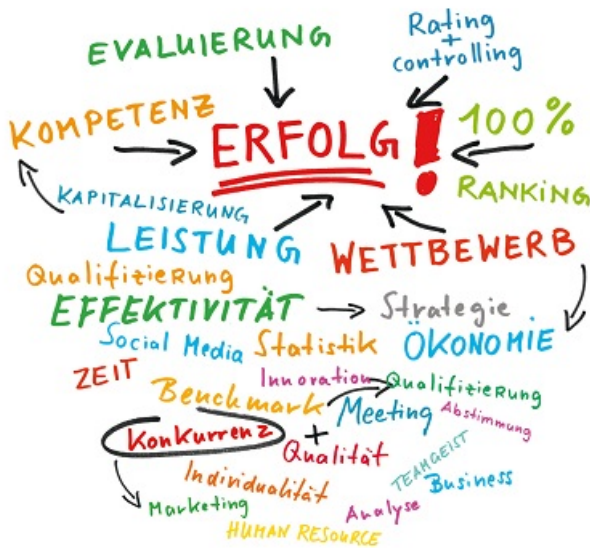 EVALUIERUNG
Rating
+
controlling
KOMPETENZ
ERFOLG!
100%
KAPITALISIERUNG
RANKING
LEISTUNG
WETTBEWERB
Qualifizierung
EFFEKTIVITÄT → Strategie
Social Media Statistik ÖKONOMIE
ZEIT
Innovation Qualifizierung
Benchmark Meeting Abstimmung
Konkurrenz + Qualität
TEAMGEIST
Individualität Business
Marketing Analyse
HUMAN RESOURCE